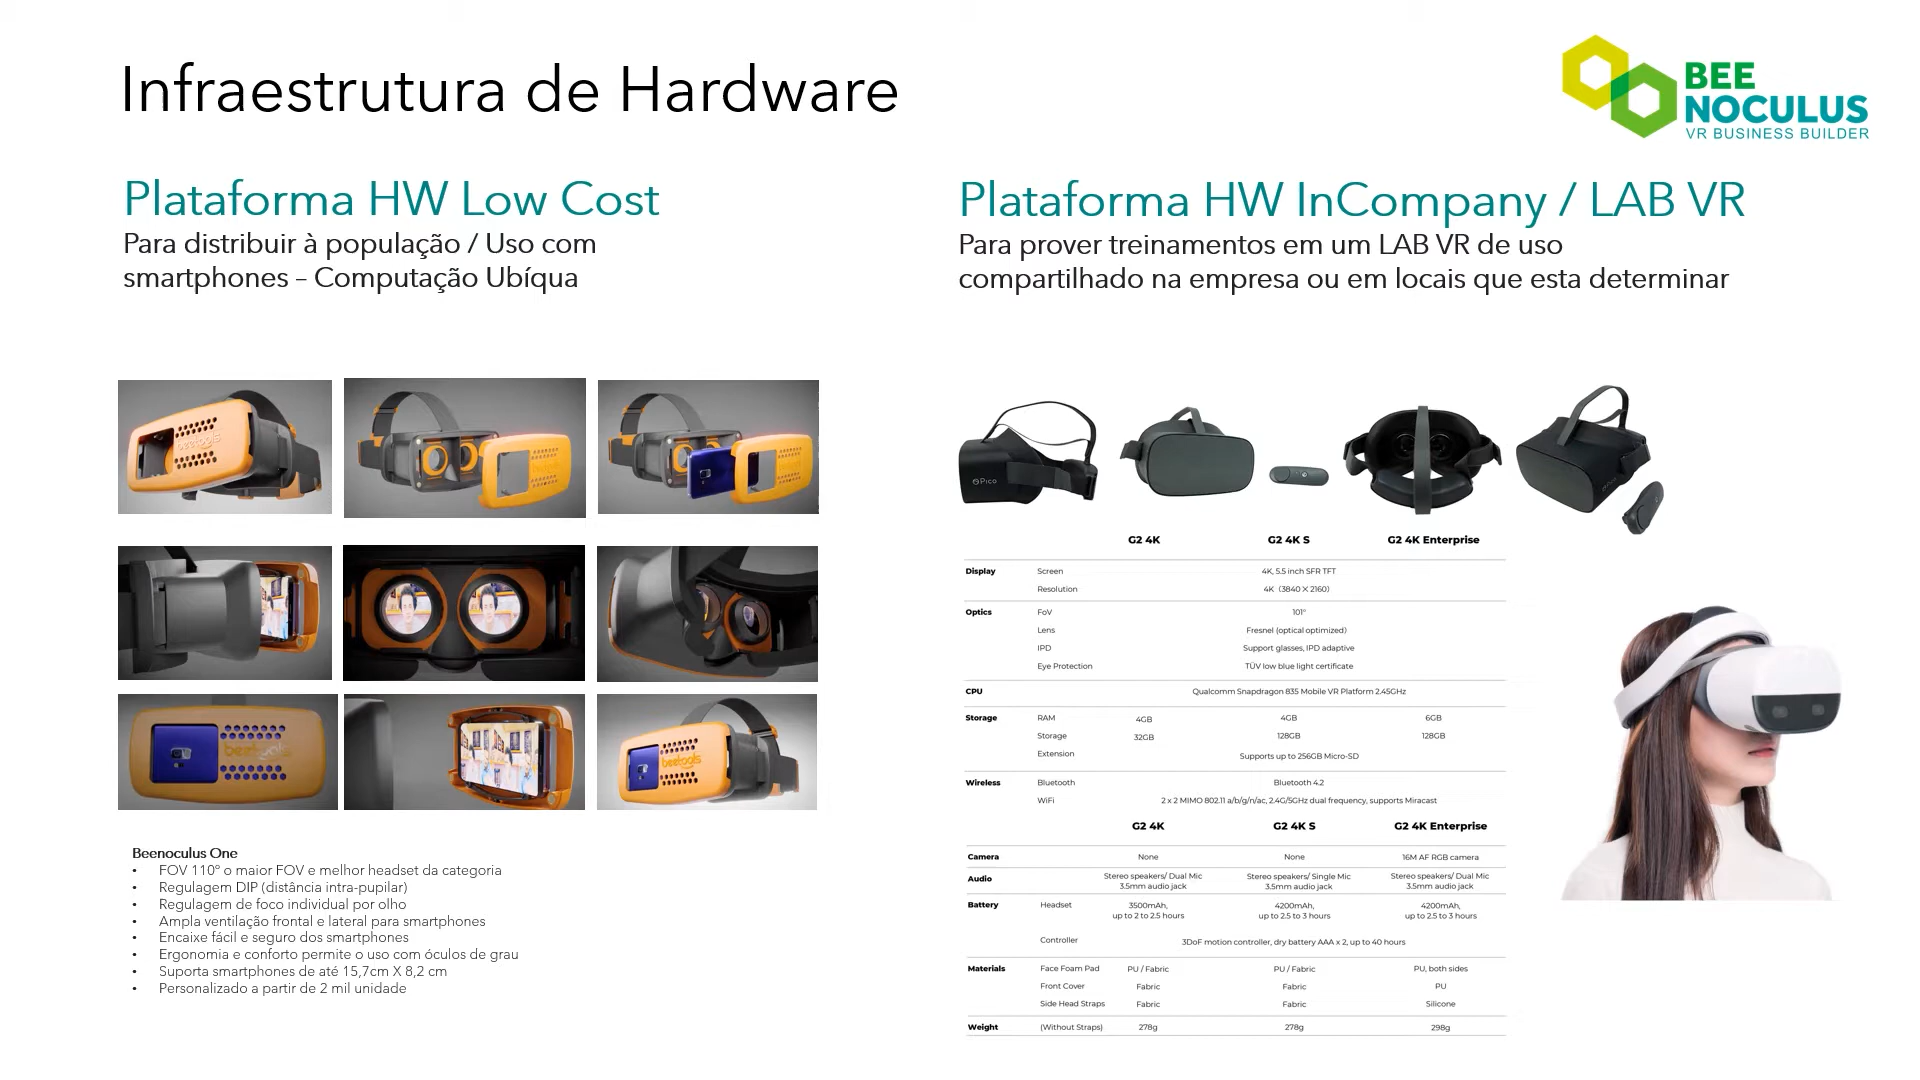 Infraestrutura de Hardware
BEE
NOCULUS
VR BUSINESS BUILDER
Plataforma HW Low Cost
Para distribuir à população / Uso com
smartphones – Computação Ubíqua
beetools
beetools
beetools
Beenoculus One
• FOV 110º o maior FOV e melhor headset da categoria
• Regulagem DIP (distância intra-pupilar)
• Regulagem de foco individual por olho
• Ampla ventilação frontal e lateral para smartphones
• Encaixe fácil e seguro dos smartphones
• Ergonomia e conforto permite o uso com óculos de grau
• Suporta smartphones de até 15,7cm X 8,2 cm
• Personalizado a partir de 2 mil unidade
Plataforma HW InCompany / LAB VR
Para prover treinamentos em um LAB VR de uso
compartilhado na empresa ou em locais que esta determinar
Pico
G2 4K G2 4K S G2 4K Enterprise
Display Screen 4K, 5.5 inch SFR TFT
Resolution 4K (3840 X 2160)
Optics FoV 101°
Lens Fresnel (optical optimized)
IPD Support glasses, IPD adaptive
Eye Protection TÜV low blue light certificate
CPU Qualcomm Snapdragon 835 Mobile VR Platform 2.45GHz
Storage RAM 4GB 4GB 6GB
Storage 32GB 128GB 128GB
Extension Supports up to 256GB Micro-SD
Wireless Bluetooth Bluetooth 4.2
WiFi 2 x 2 MIMO 802.11 a/b/g/n/ac, 2.4G/5GHz dual frequency, supports Miracast
G2 4K G2 4K S G2 4K Enterprise
Camera None None 16M AF RGB camera
Audio Stereo speakers/ Dual Mic Stereo speakers/ Single Mic Stereo speakers/ Dual Mic
3.5mm audio jack 3.5mm audio jack 3.5mm audio jack
Battery Headset 3500mAh, 4200mAh, 4200mAh,
up to 2 to 2.5 hours up to 2.5 to 3 hours up to 2.5 to 3 hours
Controller 3DoF motion controller, dry battery AAA x 2, up to 40 hours
Materials Face Foam Pad PU / Fabric PU / Fabric PU, both sides
Front Cover Fabric Fabric PU
Side Head Straps Fabric Fabric Silicone
Weight (Without Straps) 278g 278g 298g